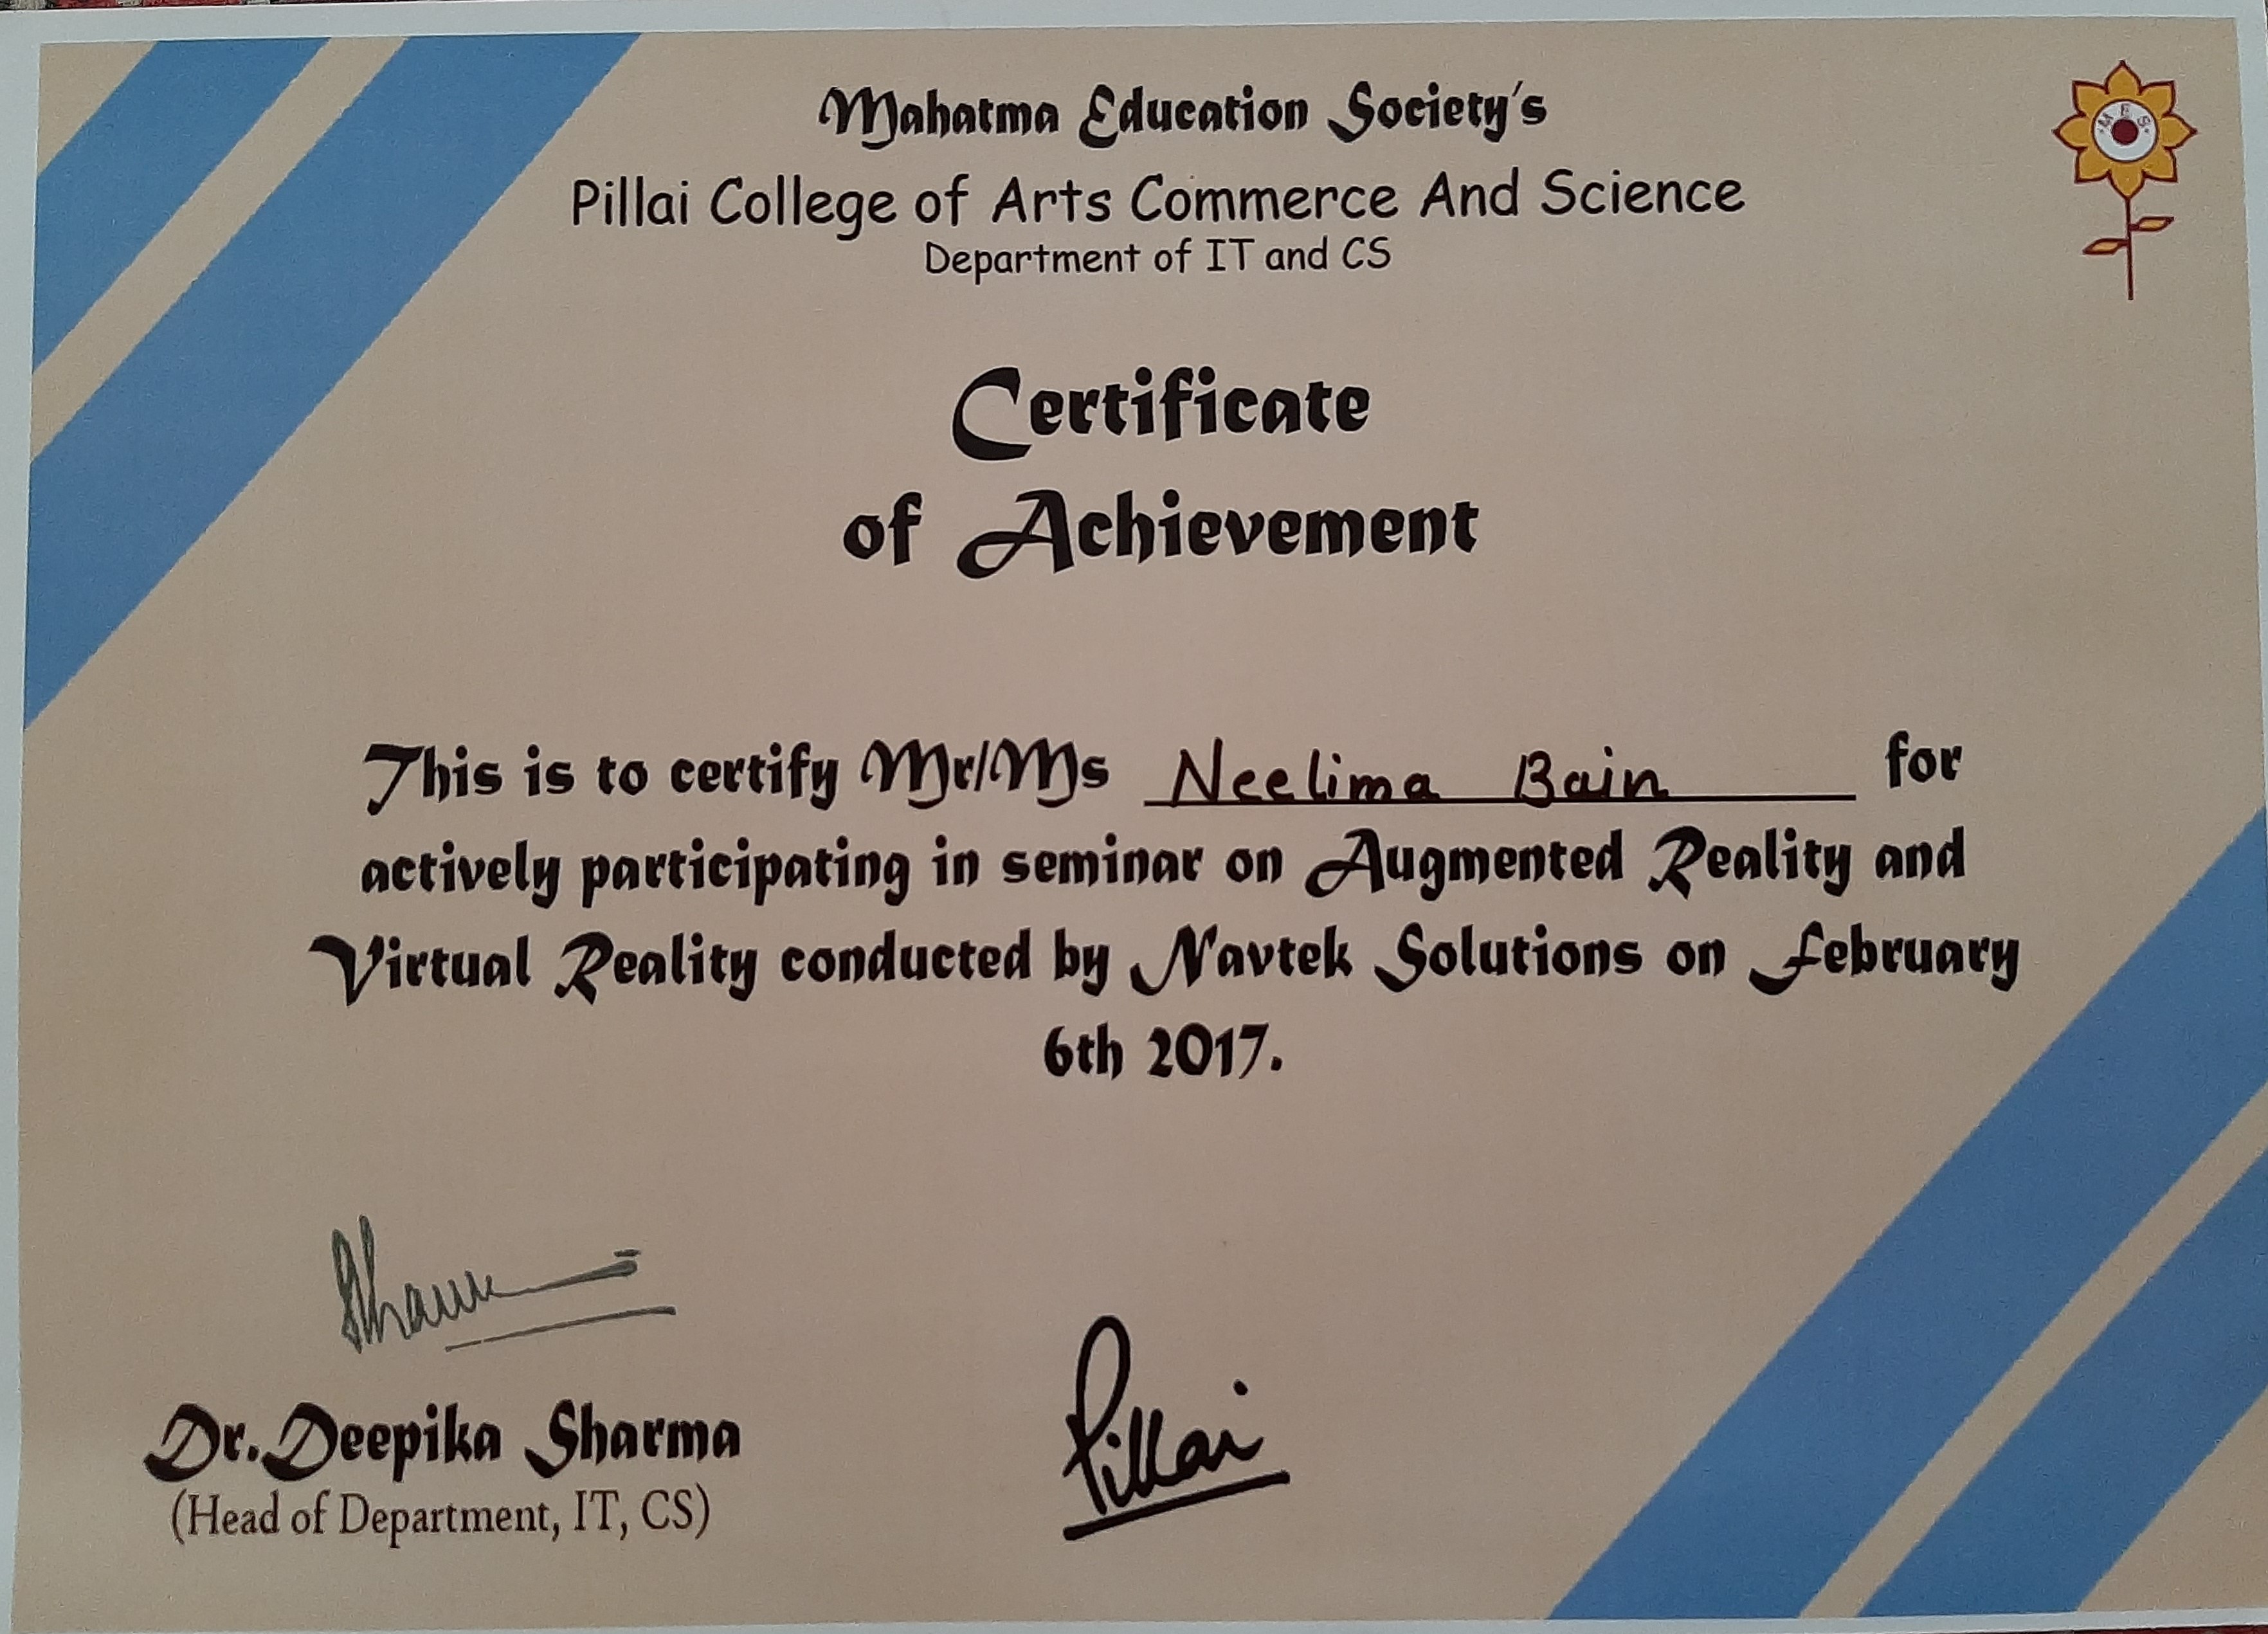 Mahatma Education Society's
Pillai College of Arts Commerce And Science
Department of IT and CS
M E S
Certificate
of Achievement
This is to certify Mr/Ms Neelima Bain for
actively participating in seminar on Augmented Reality and
Virtual Reality conducted by Navtek Solutions on February
6th 2017.
Dr.Deepika Sharma
(Head of Department, IT, CS)
Pillai